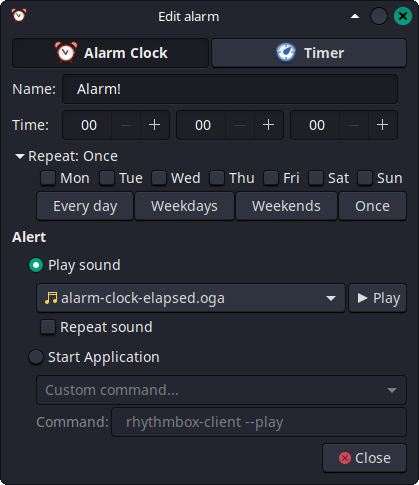 Edit alarm
Alarm Clock Timer
Name: Alarm!
Time: 00 00 00
Repeat: Once
Mon Tue Wed Thu Fri Sat Sun
Every day Weekdays Weekends Once
Alert
Play sound
alarm-clock-elapsed.oga Play
Repeat sound
Start Application
Custom command...
Command: rhythmbox-client --play
Close